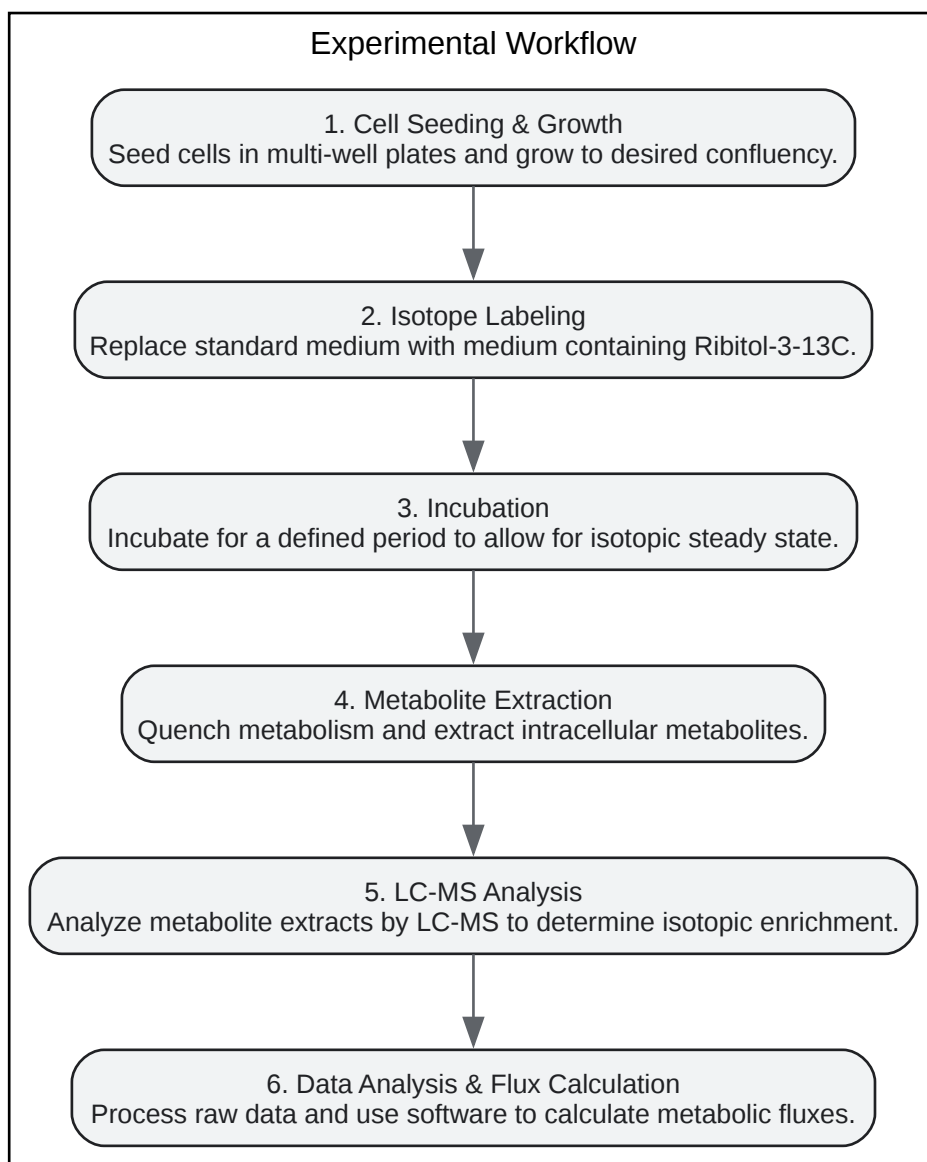 Experimental Workflow
1. Cell Seeding & Growth
Seed cells in multi-well plates and grow to desired confluency.
2. Isotope Labeling
Replace standard medium with medium containing Ribitol-3-13C.
3. Incubation
Incubate for a defined period to allow for isotopic steady state.
4. Metabolite Extraction
Quench metabolism and extract intracellular metabolites.
5. LC-MS Analysis
Analyze metabolite extracts by LC-MS to determine isotopic enrichment.
6. Data Analysis & Flux Calculation
Process raw data and use software to calculate metabolic fluxes.